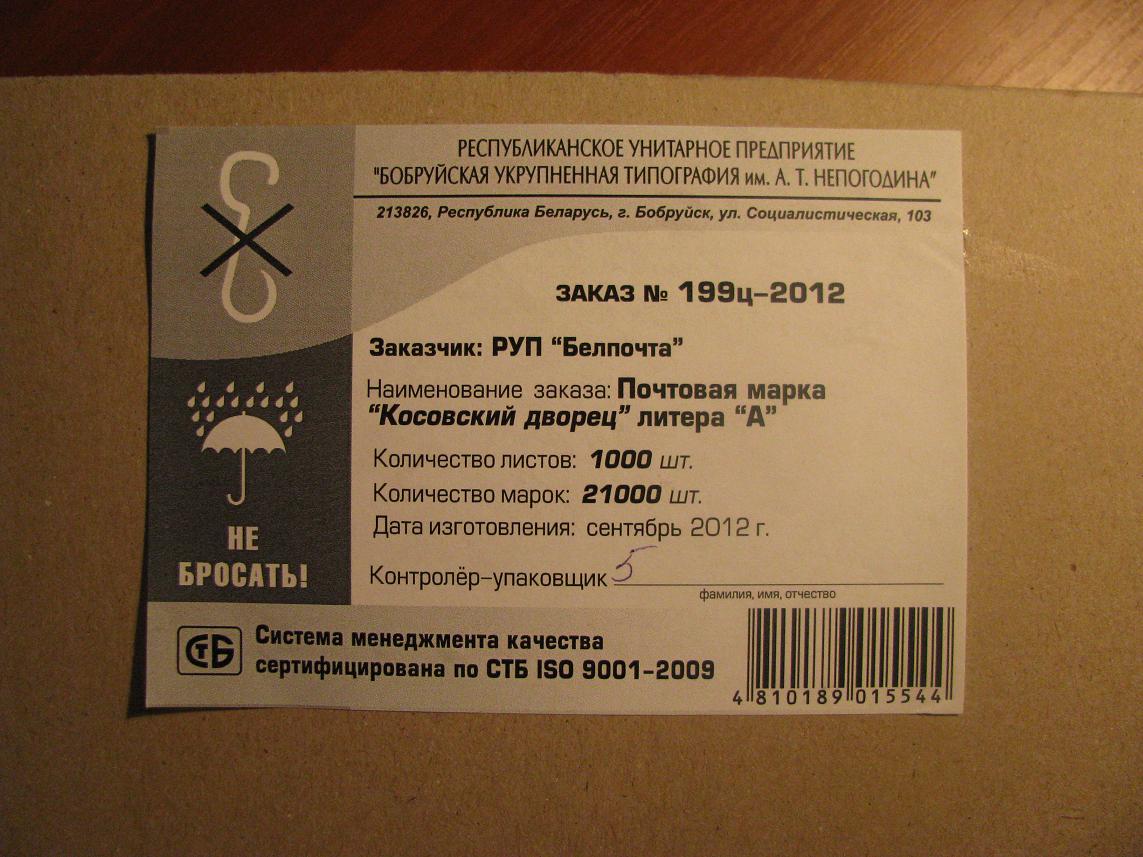 РЕСПУБЛИКАНСКОЕ УНИТАРНОЕ ПРЕДПРИЯТИЕ
"БОБРУЙСКАЯ УКРУПНЕННАЯ ТИПОГРАФИЯ им. А. Т. НЕПОГОДИНА"
213826, Республика Беларусь, г. Бобруйск, ул. Социалистическая, 103
ЗАКАЗ № 199ц-2012
Заказчик: РУП "Белпочта"
Наименование заказа: Почтовая марка
"Косовский дворец" литера "А"
Количество листов: 1000 шт.
Количество марок: 21000 шт.
Дата изготовления: сентябрь 2012 г.
Контролёр-упаковщик 5
фамилия, имя, отчество
НЕ
БРОСАТЬ!
СТБ
Система менеджмента качества
сертифицирована по СТБ ISO 9001-2009
4 810189 015544